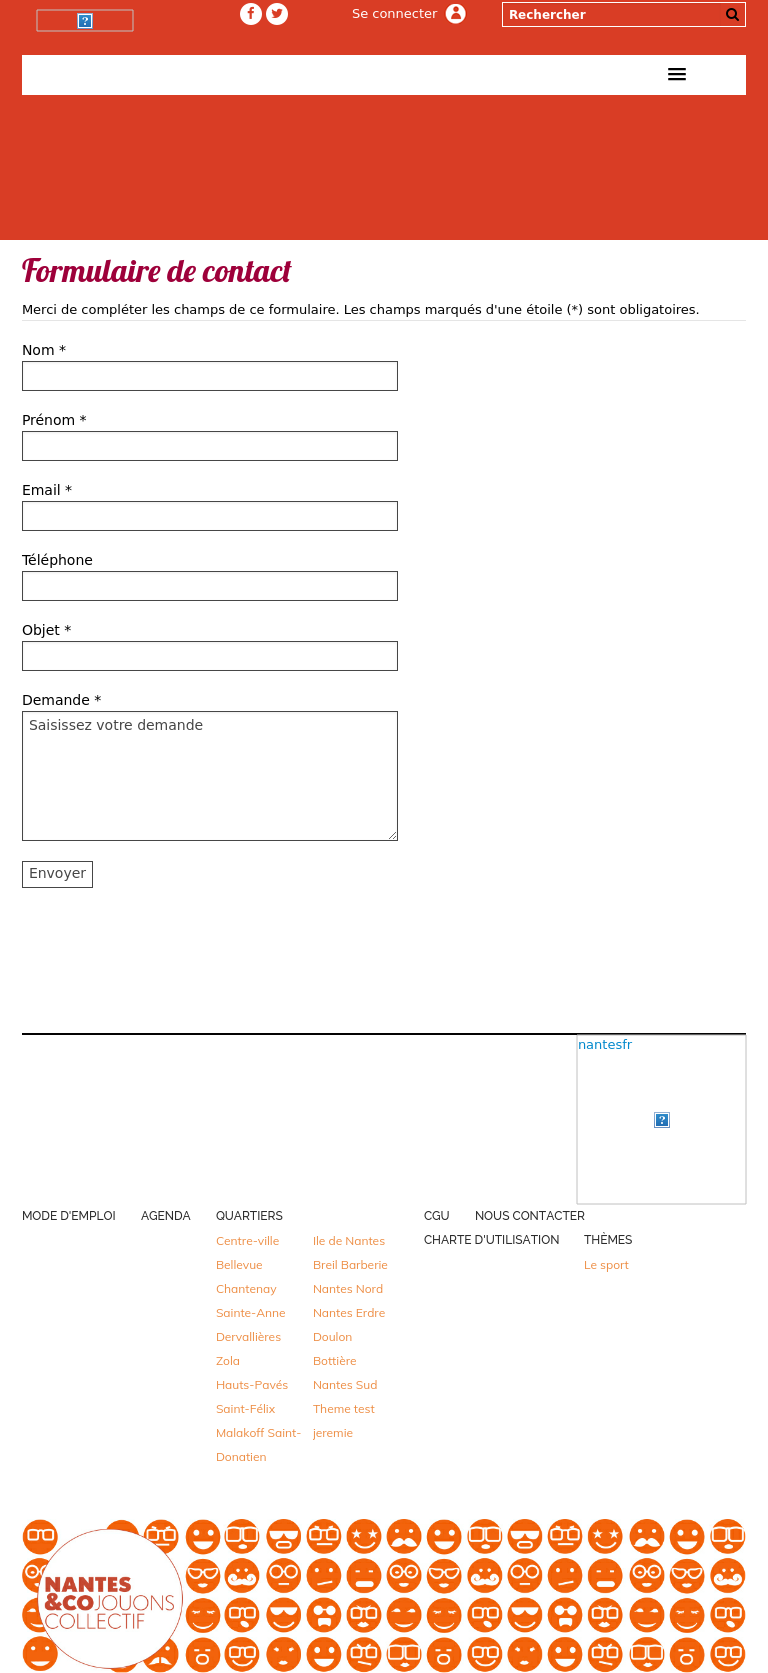 Se connecter
Rechercher
Formulaire de contact
Merci de compléter les champs de ce formulaire. Les champs marqués d'une étoile (*) sont obligatoires.
Nom *
Prénom *
Email *
Téléphone
Objet *
Demande *
Saisissez votre demande
Envoyer
nantesfr
MODE D'EMPLOI
AGENDA
QUARTIERS
Centre-ville
Bellevue
Chantenay
Sainte-Anne
Dervallières
Zola
Hauts-Pavés
Saint-Félix
Malakoff Saint-
Donatien
Ile de Nantes
Breil Barberie
Nantes Nord
Nantes Erdre
Doulon
Bottière
Nantes Sud
Theme test
jeremie
CGU
NOUS CONTACTER
CHARTE D'UTILISATION
THÈMES
Le sport
NANTES
&COJOUONS
COLLECTIF